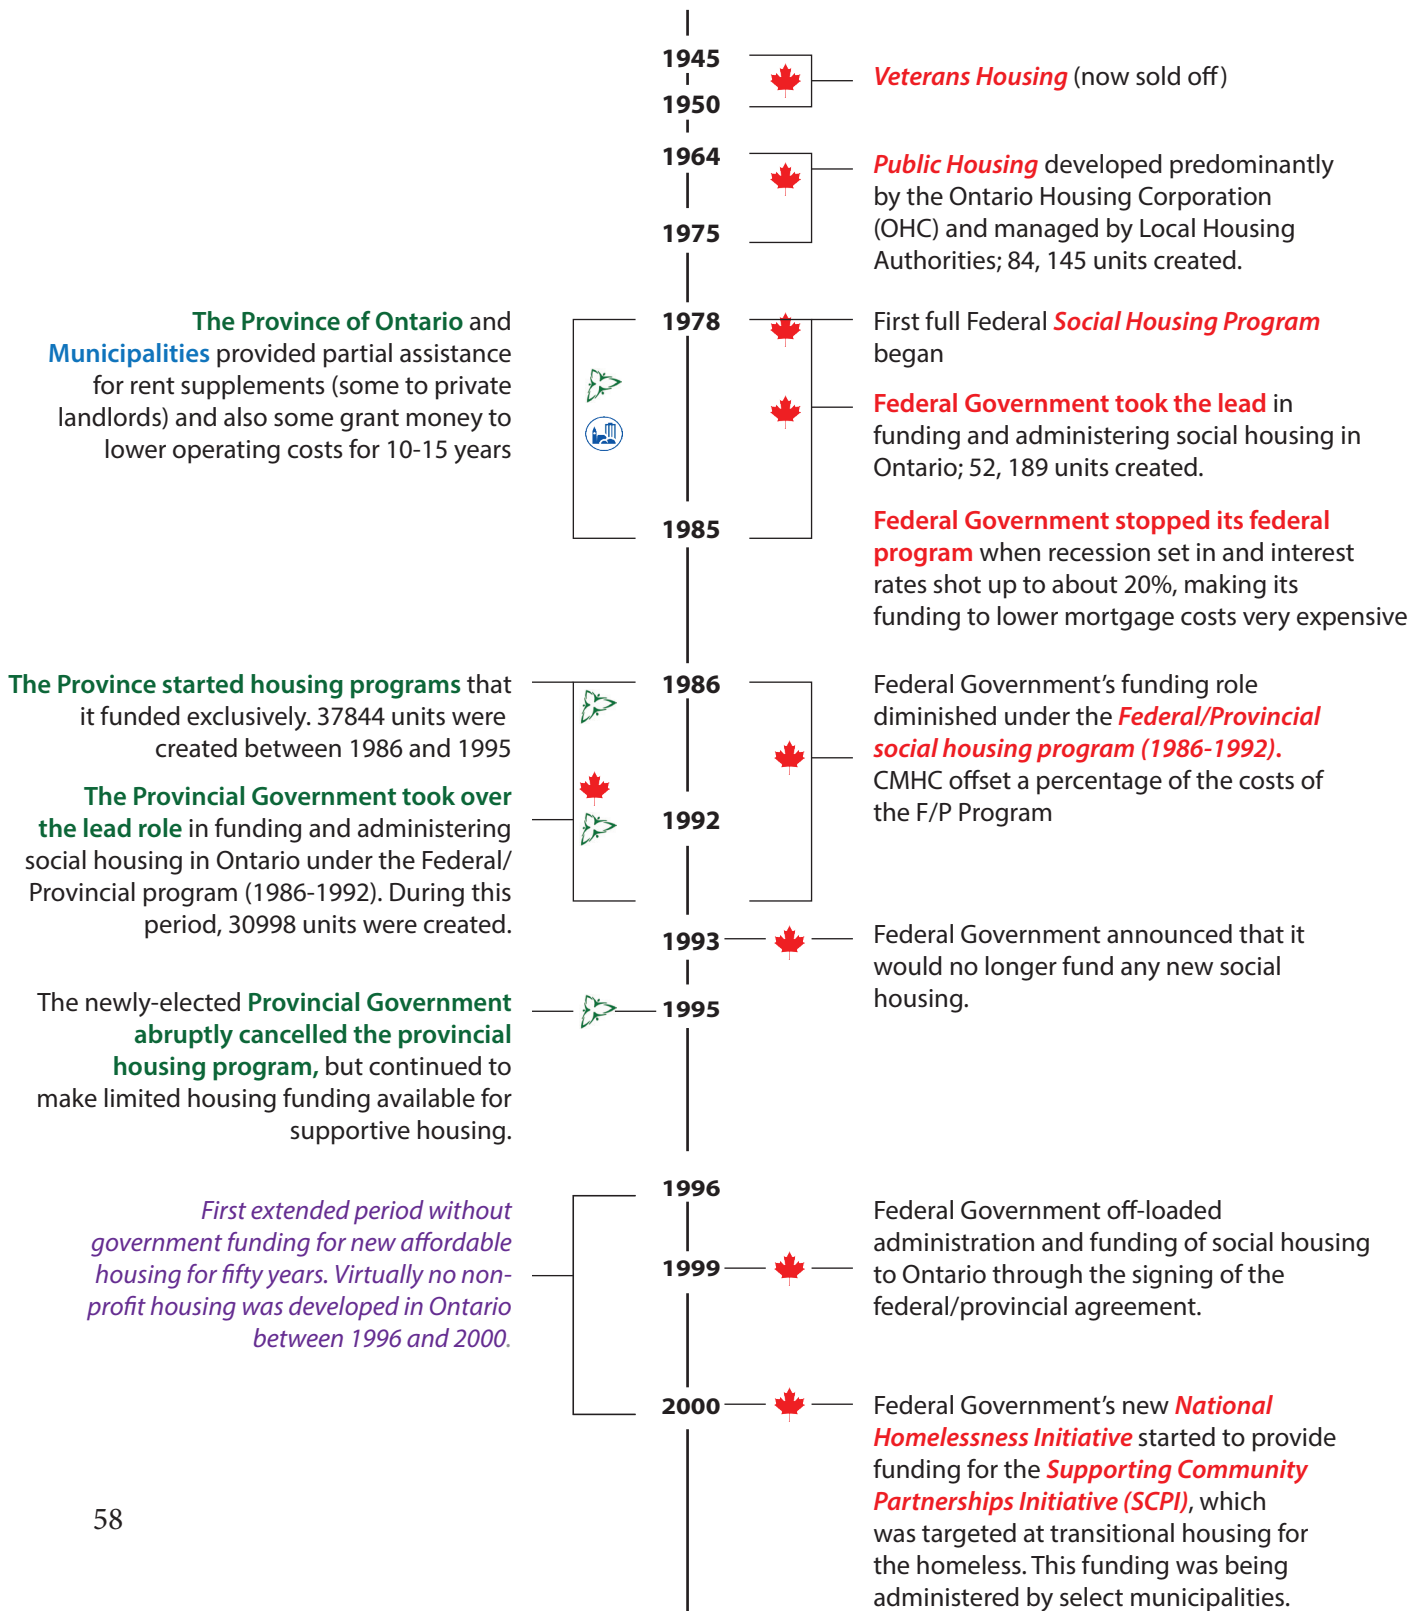 1945
1950
Veterans Housing (now sold off)
1964
1975
Public Housing developed predominantly
by the Ontario Housing Corporation
(OHC) and managed by Local Housing
Authorities; 84, 145 units created.
The Province of Ontario and
Municipalities provided partial assistance
for rent supplements (some to private
landlords) and also some grant money to
lower operating costs for 10-15 years
1978
First full Federal Social Housing Program
began
Federal Government took the lead in
funding and administering social housing in
Ontario; 52, 189 units created.
1985
Federal Government stopped its federal
program when recession set in and interest
rates shot up to about 20%, making its
funding to lower mortgage costs very expensive
The Province started housing programs that
it funded exclusively. 37844 units were
created between 1986 and 1995
1986
Federal Government's funding role
diminished under the Federal/Provincial
social housing program (1986-1992).
CMHC offset a percentage of the costs of
the F/P Program
The Provincial Government took over
the lead role in funding and administering
social housing in Ontario under the Federal/
Provincial program (1986-1992). During this
period, 30998 units were created.
1992
1993
Federal Government announced that it
would no longer fund any new social
housing.
The newly-elected Provincial Government
abruptly cancelled the provincial
housing program, but continued to
make limited housing funding available for
supportive housing.
1995
1996
First extended period without
government funding for new affordable
housing for fifty years. Virtually no non-
profit housing was developed in Ontario
between 1996 and 2000.
1999
Federal Government off-loaded
administration and funding of social housing
to Ontario through the signing of the
federal/provincial agreement.
2000
Federal Government's new National
Homelessness Initiative started to provide
funding for the Supporting Community
Partnerships Initiative (SCPI), which
was targeted at transitional housing for
the homeless. This funding was being
administered by select municipalities.
58